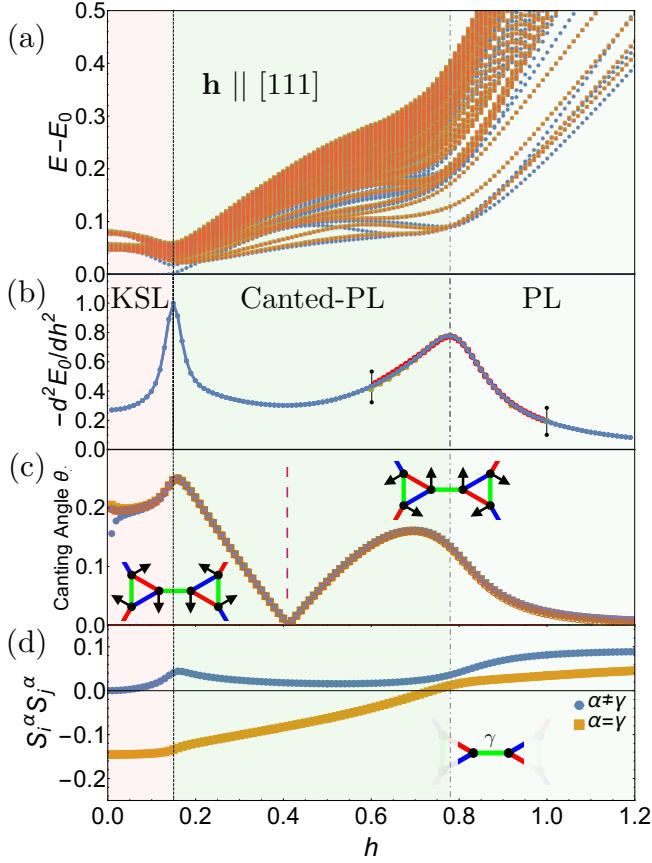 (a)
0.5
0.4
0.3
0.2
0.1
0.0
E−E₀
h || [111]
(b)
KSL
Canted-PL
PL
1.0
0.8
0.6
0.4
0.2
0.0
−d²E₀/dh²
(c)
0.2
0.1
0.0
Canting Angle θ.
(d)
0.1
0.0
−0.1
−0.2
SᵢᵅSⱼᵅ
α≠γ
α=γ
γ
0.0 0.2 0.4 0.6 0.8 1.0 1.2
h